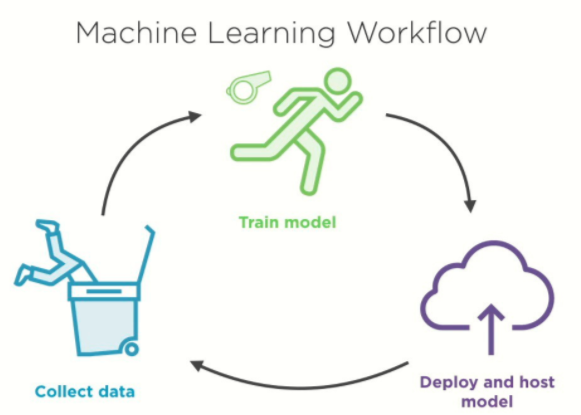 Machine Learning Workflow
Train model
Collect data
Deploy and host
model